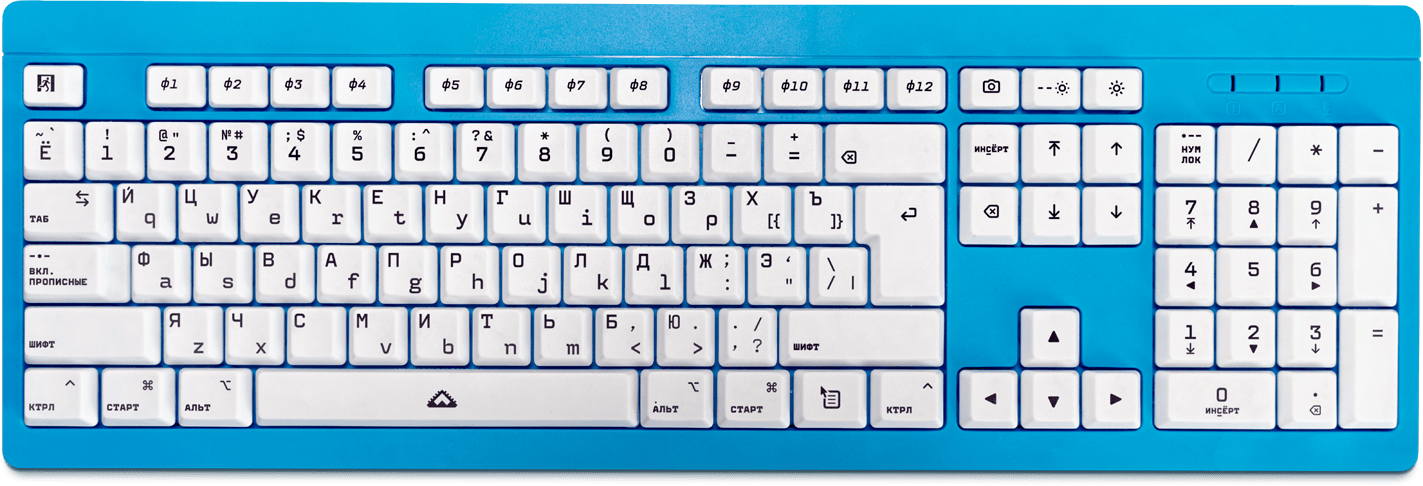 ф1 ф2 ф3 ф4 ф5 ф6 ф7 ф8 ф9 ф10 ф11 ф12
~ ` ! @ " № # ; $ % : ^ ? & * ( ) - +
Ё 1 2 3 4 5 6 7 8 9 0 – =
ИНСЁРТ
НУМ
ЛОК
/ * −
Й Ц У Е К Н Г Ш Щ З Х Ъ
ТАБ q w e r t y u i o p [{ ]}
7 8 9 +
Ф Ы В А П Р О Л Д Ж ; Э ‘ \
ВКЛ.
ПРОПИСНЫЕ
a s d f g h j k l : " / |
4 5 6
Я Ч С М И Т Ь Б , Ю . . /
ШИФТ z x v b n m < > , ? ШИФТ
1 2 3 =
^ ⌘ ⌥ ⌥ ⌘ ^
КТРЛ СТАРТ АЛЬТ АЛЬТ СТАРТ КТРЛ
0 .
ИНСЁРТ